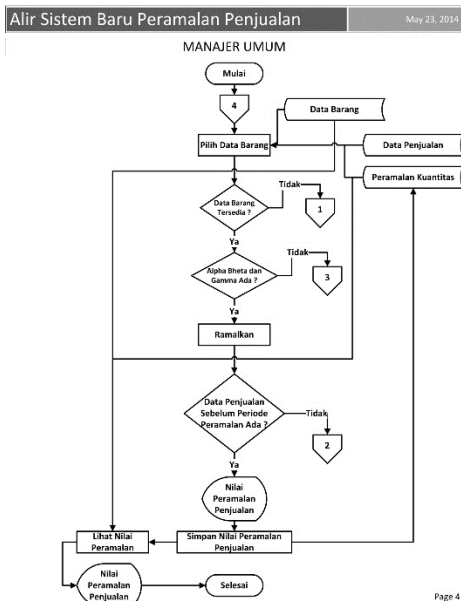 Alir Sistem Baru Peramalan Penjualan
May 23, 2014
MANAJER UMUM
Mulai
4
Data Barang
Pilih Data Barang
Data Penjualan
Peramalan Kuantitas
Tidak
Data Barang
Tersedia ?
1
Ya
Tidak
Alpha Bheta dan
Gamma Ada ?
3
Ya
Ramalkan
Data Penjualan
Sebelum Periode
Peramalan Ada ?
Tidak
2
Ya
Nilai
Peramalan
Penjualan
Lihat Nilai
Peramalan
Simpan Nilai Peramalan
Penjualan
Nilai
Peramalan
Penjualan
Selesai
Page 4